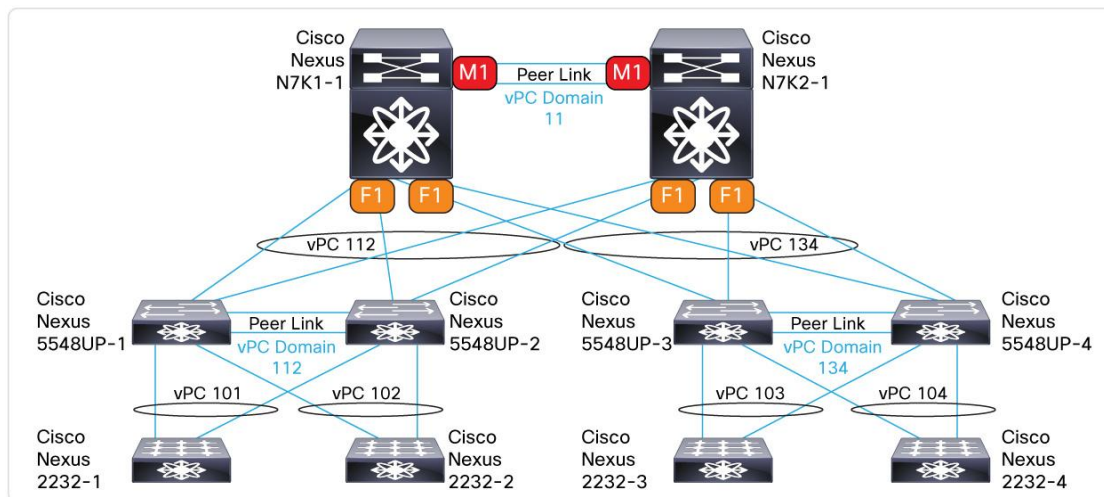 Cisco
Nexus
N7K1-1
M1
Peer Link
vPC Domain
11
M1
Cisco
Nexus
N7K2-1
F1
F1
F1
F1
vPC 112
vPC 134
Cisco
Nexus
5548UP-1
Peer Link
vPC Domain
112
Cisco
Nexus
5548UP-2
Cisco
Nexus
5548UP-3
Peer Link
vPC Domain
134
Cisco
Nexus
5548UP-4
vPC 101
vPC 102
vPC 103
vPC 104
Cisco
Nexus
2232-1
Cisco
Nexus
2232-2
Cisco
Nexus
2232-3
Cisco
Nexus
2232-4